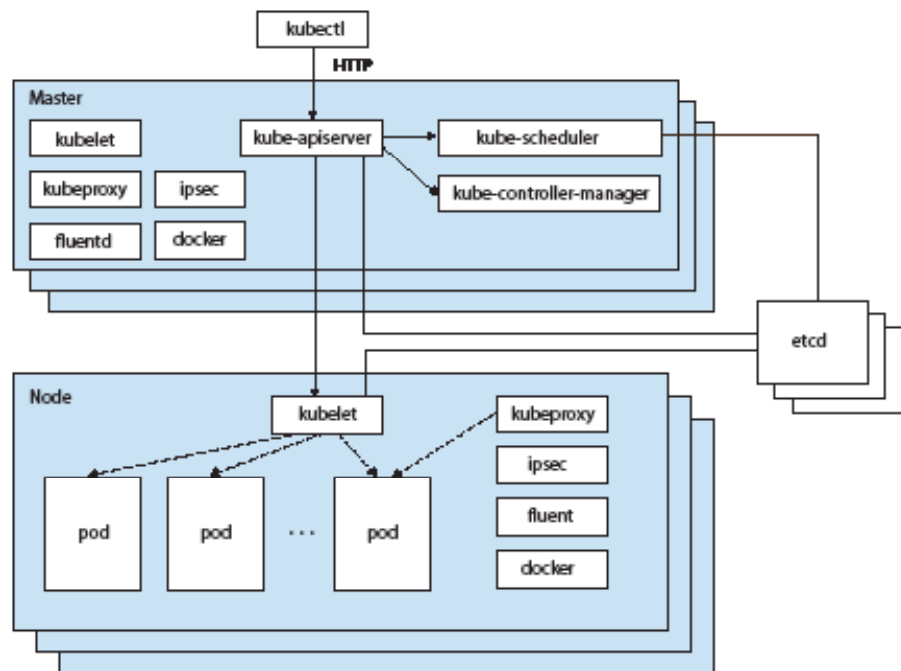 kubectl
HTTP
Master
kubelet
kube-apiserver
kube-scheduler
kubeproxy
ipsec
kube-controller-manager
fluentd
docker
etcd
Node
kubelet
kubeproxy
ipsec
pod
pod
...
pod
fluent
docker